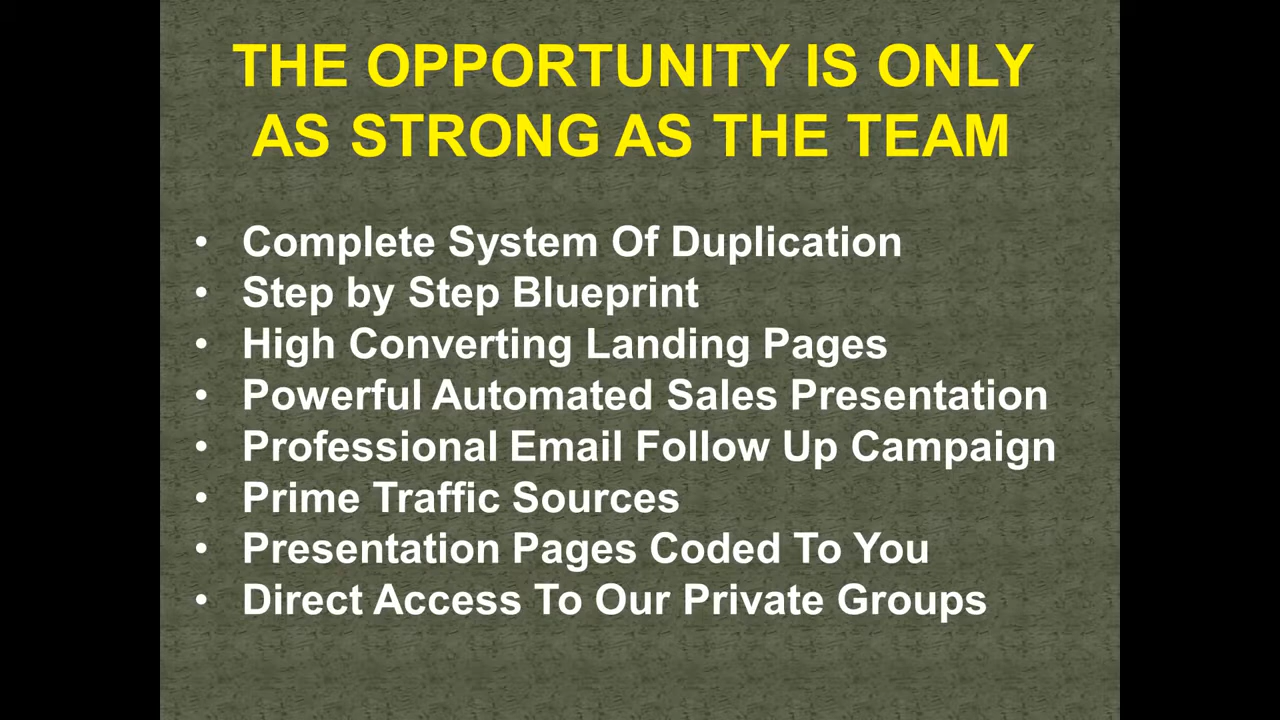 THE OPPORTUNITY IS ONLY
AS STRONG AS THE TEAM
• Complete System Of Duplication
• Step by Step Blueprint
• High Converting Landing Pages
• Powerful Automated Sales Presentation
• Professional Email Follow Up Campaign
• Prime Traffic Sources
• Presentation Pages Coded To You
• Direct Access To Our Private Groups